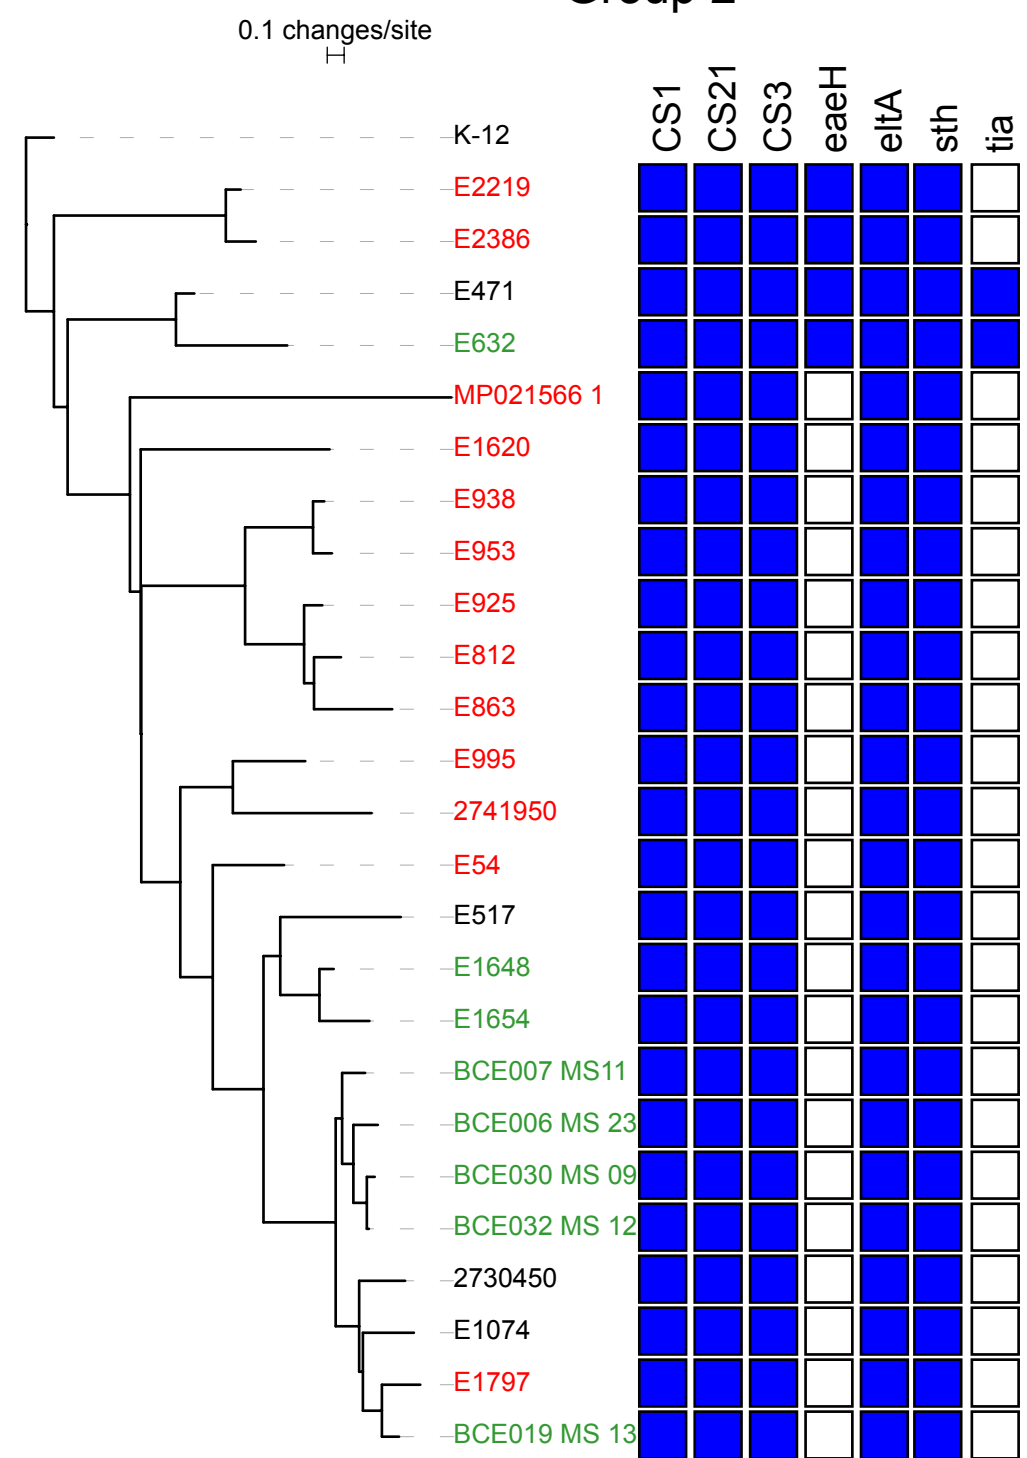 0.1 changes/site
CS1 CS21 CS3 eaeH eltA sth tia
K-12
E2219
E2386
E471
E632
MP021566 1
E1620
E938
E953
E925
E812
E863
E995
2741950
E54
E517
E1648
E1654
BCE007 MS11
BCE006 MS 23
BCE030 MS 09
BCE032 MS 12
2730450
E1074
E1797
BCE019 MS 13